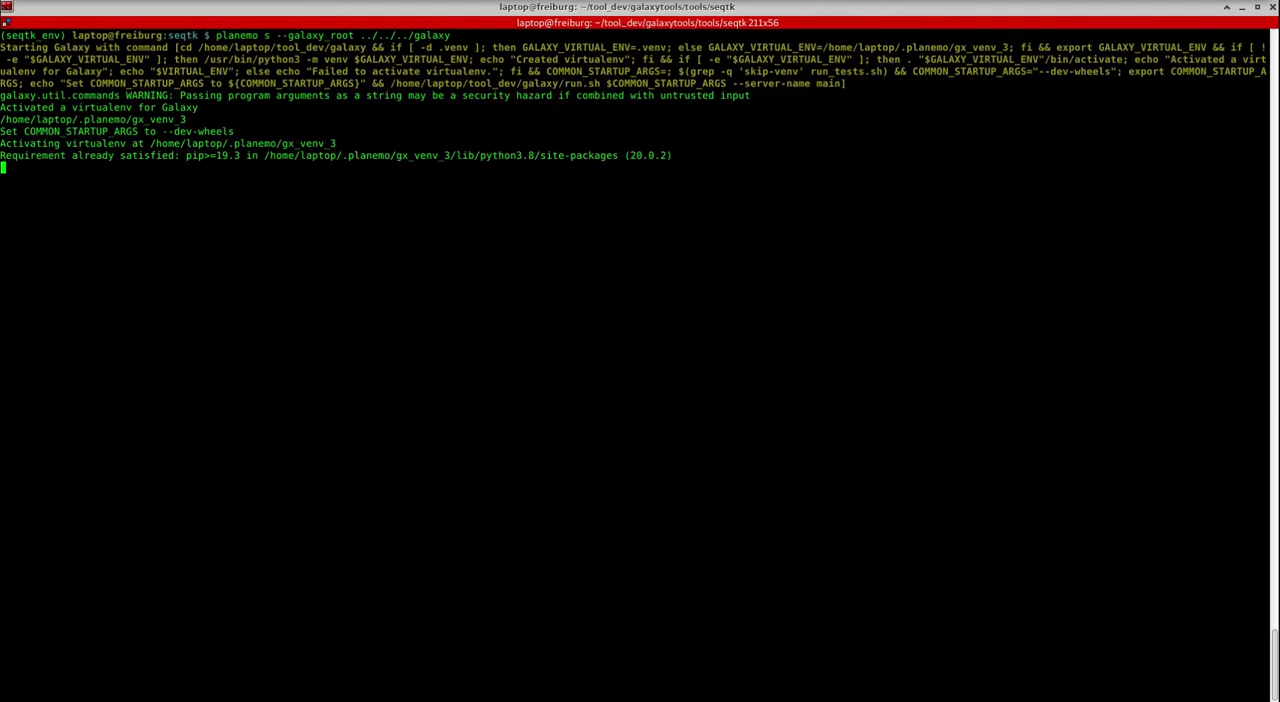 laptop@freiburg: ~/tool_dev/galaxytools/tools/seqtk
laptop@freiburg: ~/tool_dev/galaxytools/tools/seqtk 211x56
(seqtk_env) laptop@freiburg:seqtk $ planemo s --galaxy_root ../../../galaxy
Starting Galaxy with command [cd /home/laptop/tool_dev/galaxy && if [ -d .venv ]; then GALAXY_VIRTUAL_ENV=.venv; else GALAXY_VIRTUAL_ENV=/home/laptop/.planemo/gx_venv_3; fi && export GALAXY_VIRTUAL_ENV && if [ !
-e "$GALAXY_VIRTUAL_ENV" ]; then /usr/bin/python3 -m venv $GALAXY_VIRTUAL_ENV; echo "Created virtualenv"; fi && if [ -e "$GALAXY_VIRTUAL_ENV" ]; then . "$GALAXY_VIRTUAL_ENV"/bin/activate; echo "Activated a virt
ualenv for Galaxy"; echo "$VIRTUAL_ENV"; else echo "Failed to activate virtualenv."; fi && COMMON_STARTUP_ARGS=; $(grep -q 'skip-venv' run_tests.sh) && COMMON_STARTUP_ARGS="--dev-wheels"; export COMMON_STARTUP_A
RGS; echo "Set COMMON_STARTUP_ARGS to ${COMMON_STARTUP_ARGS}" && /home/laptop/tool_dev/galaxy/run.sh $COMMON_STARTUP_ARGS --server-name main]
galaxy.util.commands WARNING: Passing program arguments as a string may be a security hazard if combined with untrusted input
Activated a virtualenv for Galaxy
/home/laptop/.planemo/gx_venv_3
Set COMMON_STARTUP_ARGS to --dev-wheels
Activating virtualenv at /home/laptop/.planemo/gx_venv_3
Requirement already satisfied: pip>=19.3 in /home/laptop/.planemo/gx_venv_3/lib/python3.8/site-packages (20.0.2)